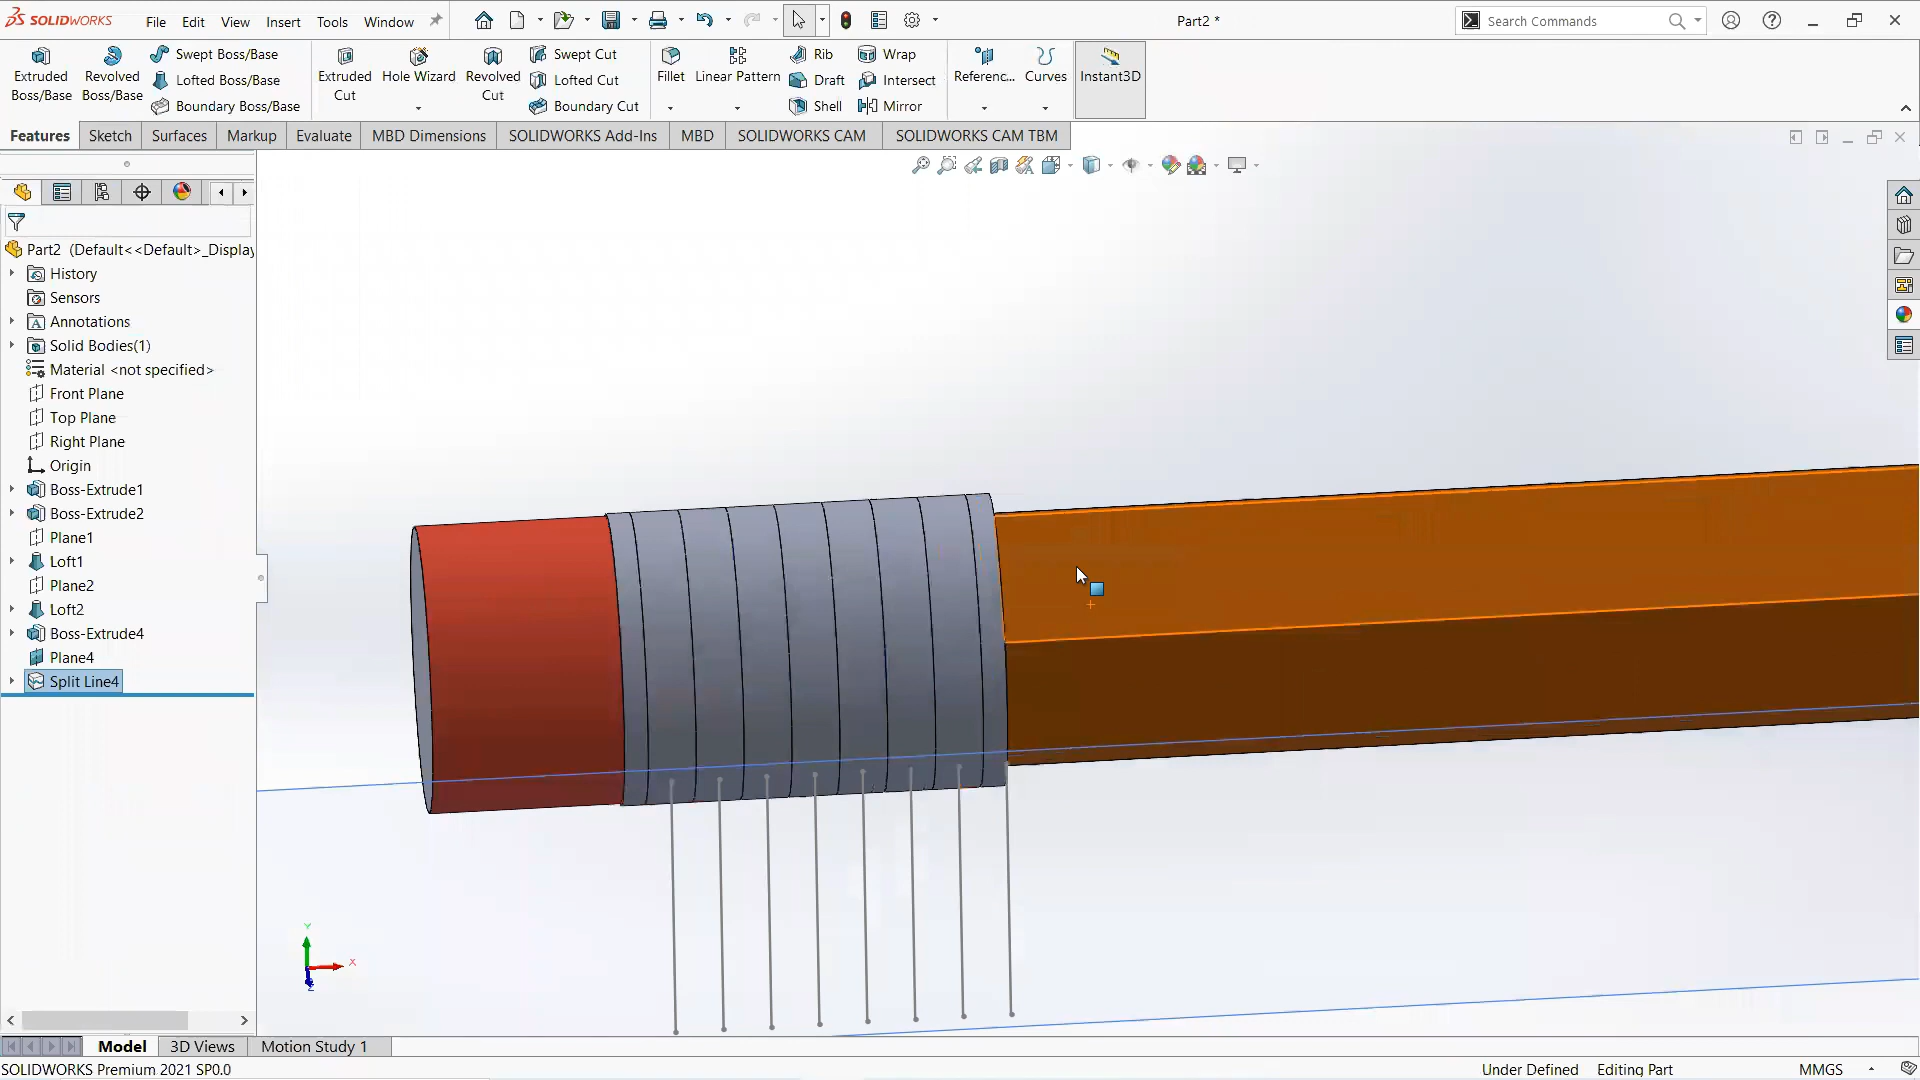 SOLIDWORKS File Edit View Insert Tools Window Part2 * Search Commands
Extruded Boss/Base
Revolved Boss/Base
Swept Boss/Base
Lofted Boss/Base
Boundary Boss/Base
Extruded Cut
Hole Wizard
Revolved Cut
Swept Cut
Lofted Cut
Boundary Cut
Fillet
Linear Pattern
Rib
Draft
Shell
Wrap
Intersect
Mirror
Referenc...
Curves
Instant3D
Features Sketch Surfaces Markup Evaluate MBD Dimensions SOLIDWORKS Add-Ins MBD SOLIDWORKS CAM SOLIDWORKS CAM TBM
Part2 (Default<<Default>_Display
History
Sensors
Annotations
Solid Bodies(1)
Material <not specified>
Front Plane
Top Plane
Right Plane
Origin
Boss-Extrude1
Boss-Extrude2
Plane1
Loft1
Plane2
Loft2
Boss-Extrude4
Plane4
Split Line4
Y
X
Z
Model 3D Views Motion Study 1
SOLIDWORKS Premium 2021 SP0.0 Under Defined Editing Part MMGS